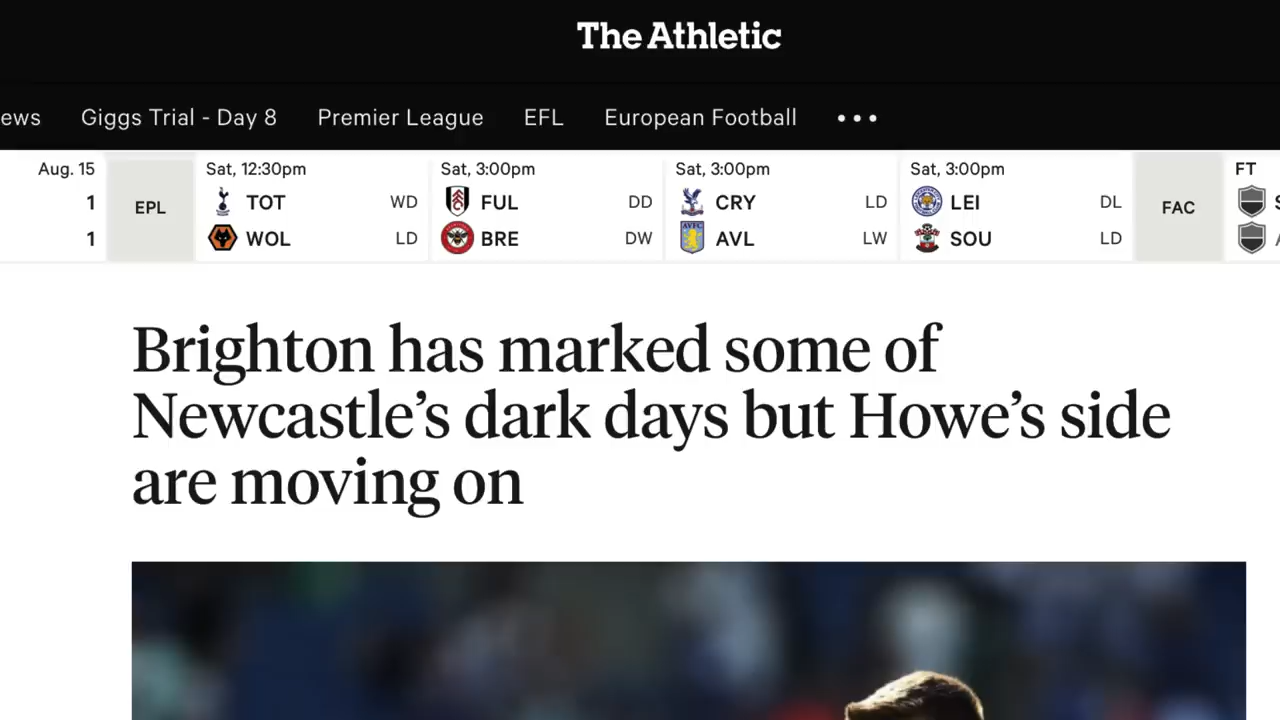 The Athletic
ews Giggs Trial - Day 8 Premier League EFL European Football
Aug. 15 Sat, 12:30pm Sat, 3:00pm Sat, 3:00pm Sat, 3:00pm FT
1 EPL TOT WD FUL DD CRY LD LEI DL FAC S
1 WOL LD BRE DW AVL LW SOU LD
Brighton has marked some of
Newcastle’s dark days but Howe’s side
are moving on